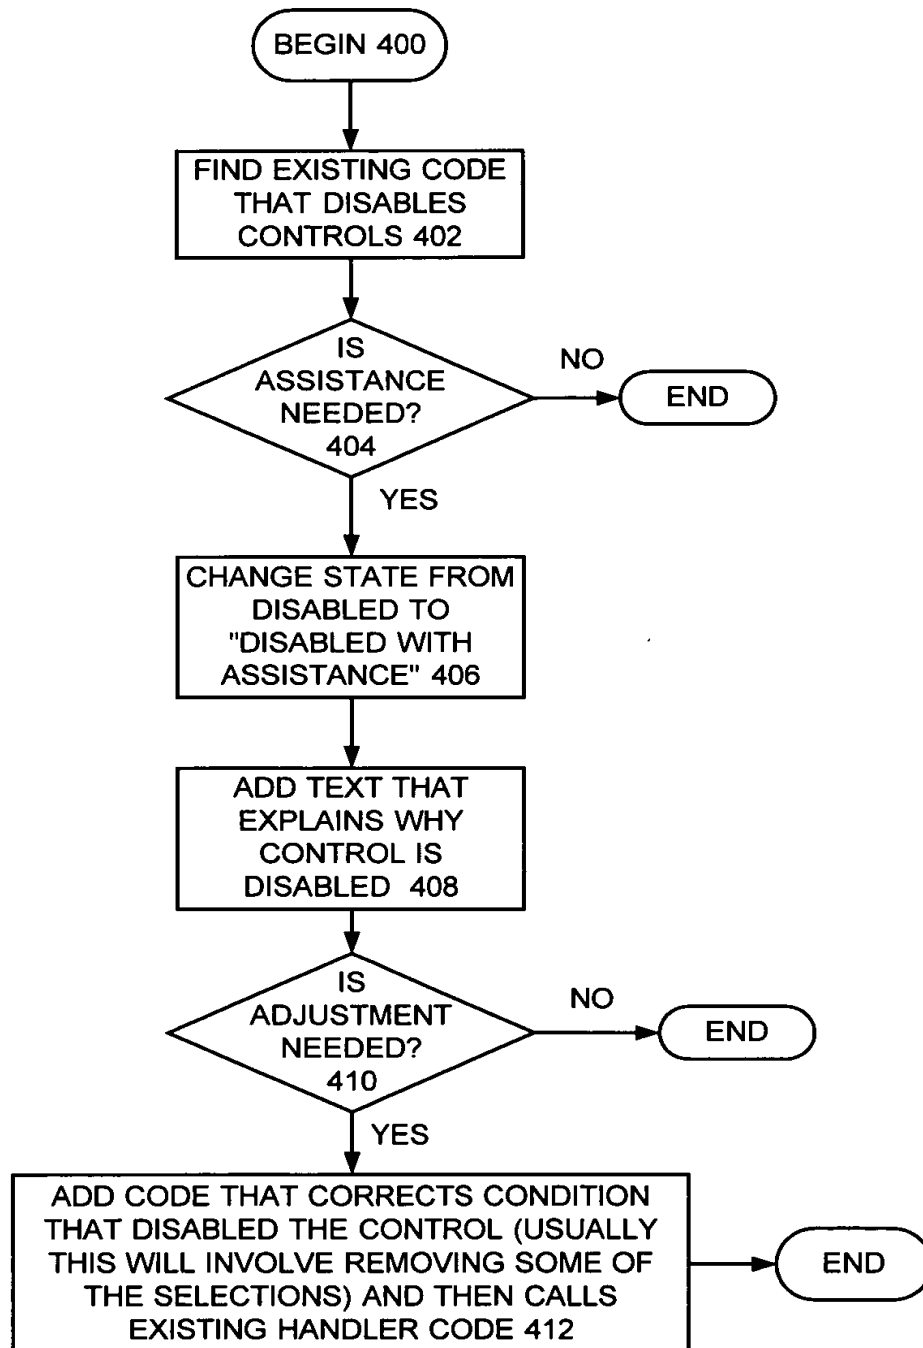 BEGIN 400
FIND EXISTING CODE
THAT DISABLES
CONTROLS 402
IS
ASSISTANCE
NEEDED?
404
NO
END
YES
CHANGE STATE FROM
DISABLED TO
"DISABLED WITH
ASSISTANCE" 406
ADD TEXT THAT
EXPLAINS WHY
CONTROL IS
DISABLED 408
IS
ADJUSTMENT
NEEDED?
410
NO
END
YES
ADD CODE THAT CORRECTS CONDITION
THAT DISABLED THE CONTROL (USUALLY
THIS WILL INVOLVE REMOVING SOME OF
THE SELECTIONS) AND THEN CALLS
EXISTING HANDLER CODE 412
END